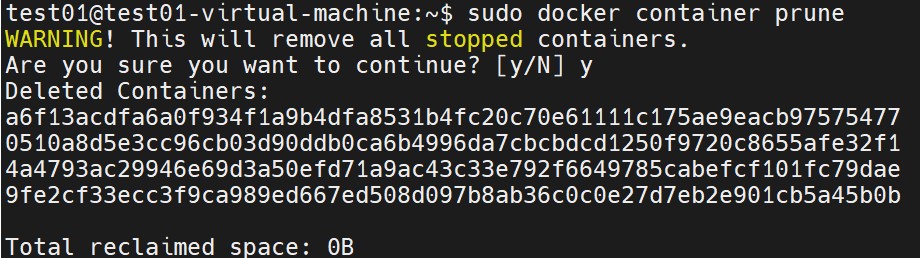 test01@test01-virtual-machine:~$ sudo docker container prune
WARNING! This will remove all stopped containers.
Are you sure you want to continue? [y/N] y
Deleted Containers:
a6f13acdfa6a0f934f1a9b4dfa8531b4fc20c70e61111c175ae9eacb97575477
0510a8d5e3cc96cb03d90ddb0ca6b4996da7cbcbdcd1250f9720c8655afe32f1
4a4793ac29946e69d3a50efd71a9ac43c33e792f6649785cabefcf101fc79dae
9fe2cf33ecc3f9ca989ed667ed508d097b8ab36c0c0e27d7eb2e901cb5a45b0b
Total reclaimed space: 0B